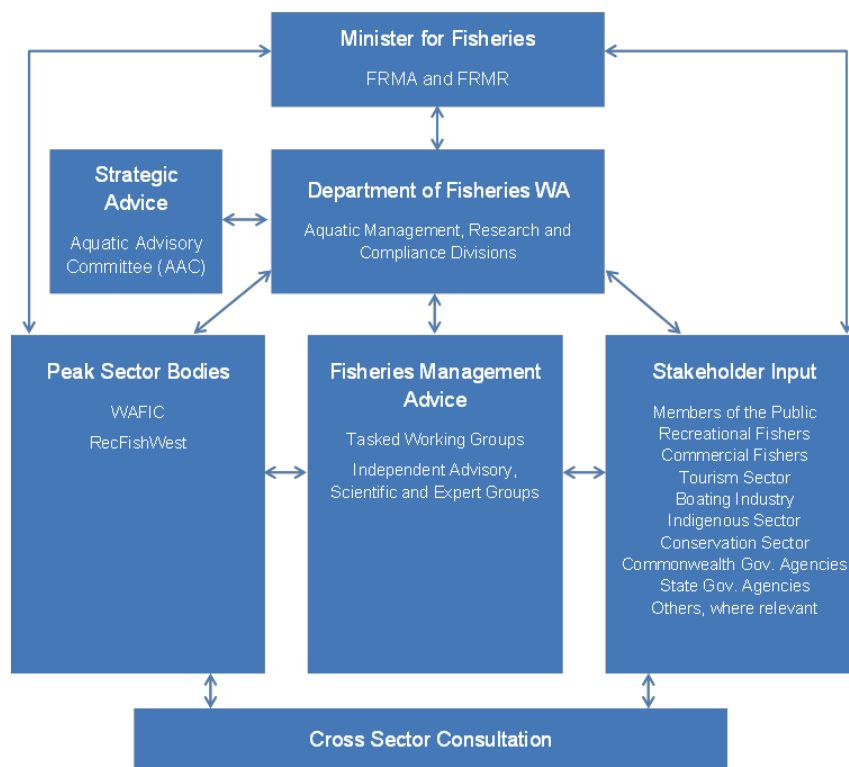 Minister for Fisheries
FRMA and FRMR
Strategic
Advice
Aquatic Advisory
Committee (AAC)
Department of Fisheries WA
Aquatic Management, Research and
Compliance Divisions
Peak Sector Bodies
WAFIC
RecFishWest
Fisheries Management
Advice
Tasked Working Groups
Independent Advisory,
Scientific and Expert Groups
Stakeholder Input
Members of the Public
Recreational Fishers
Commercial Fishers
Tourism Sector
Boating Industry
Indigenous Sector
Conservation Sector
Commonwealth Gov. Agencies
State Gov. Agencies
Others, where relevant
Cross Sector Consultation